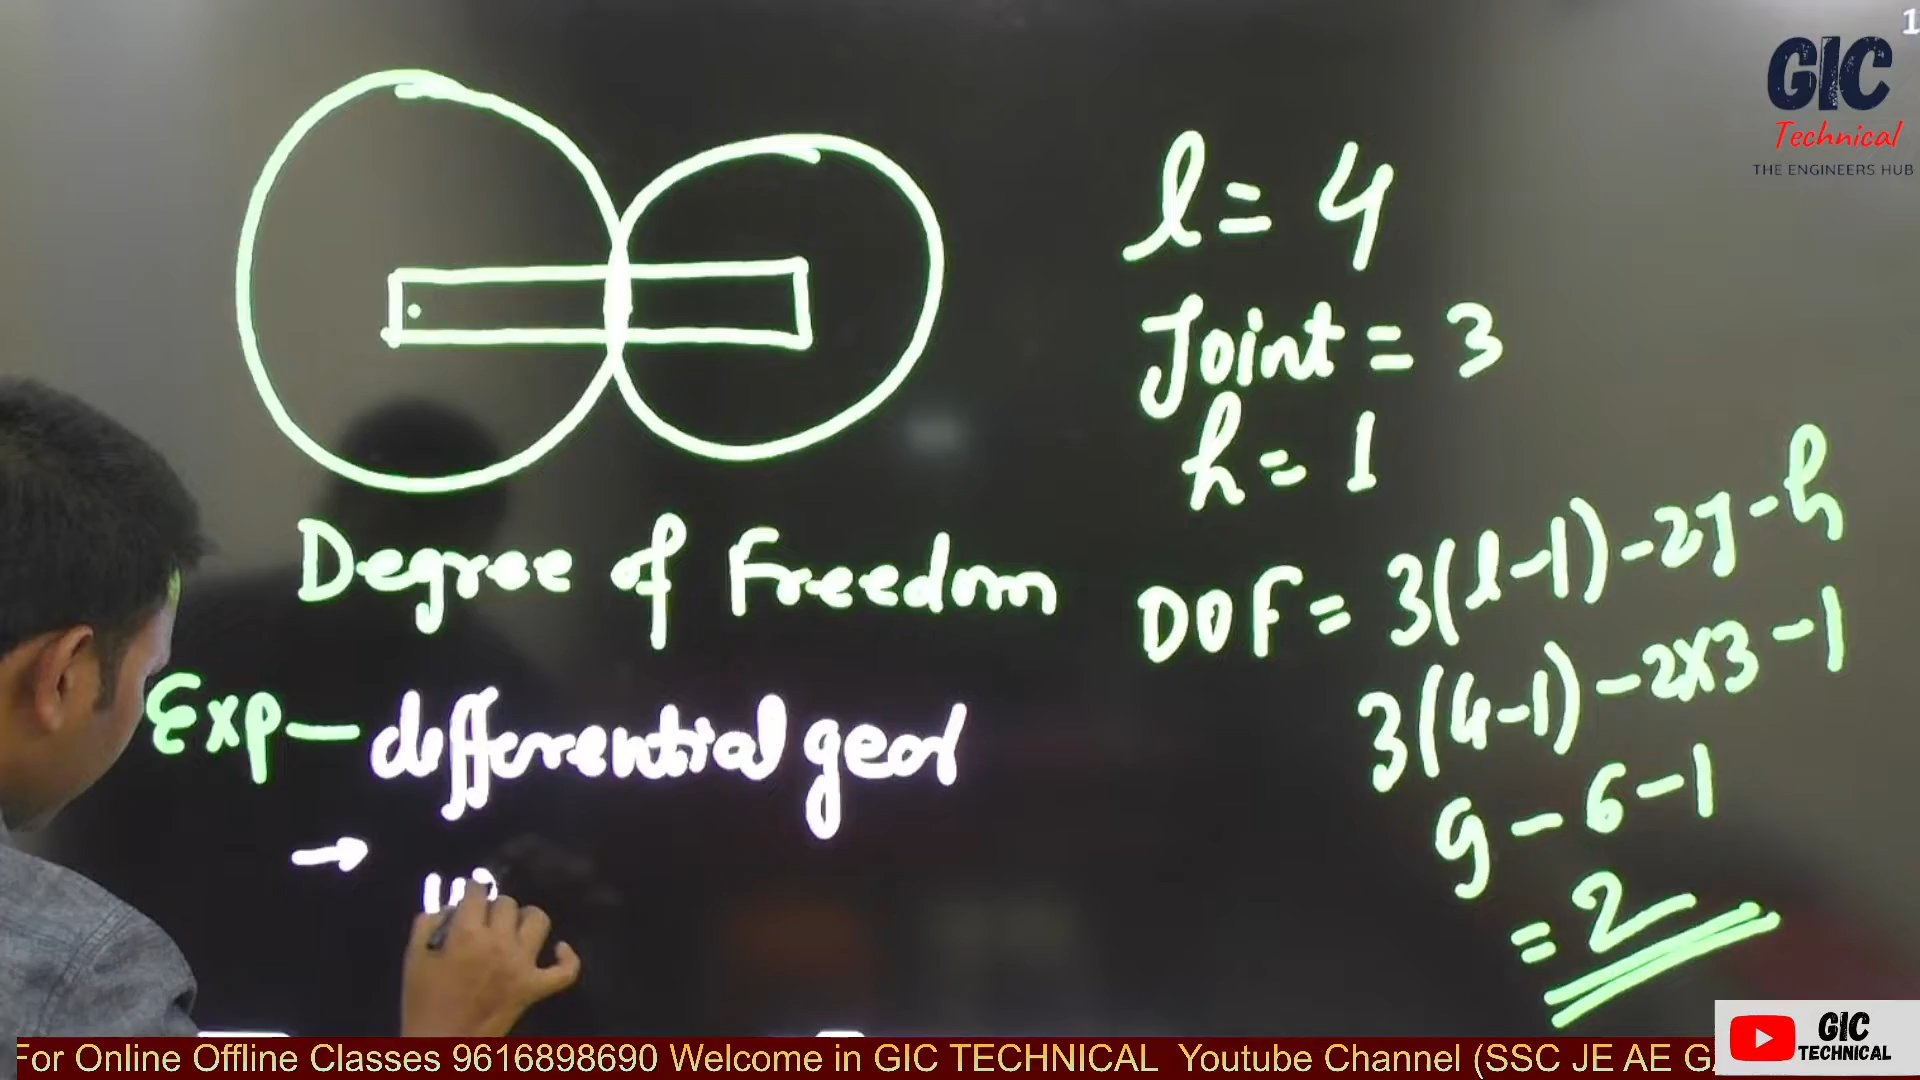 1
GIC
Technical
THE ENGINEERS HUB
l = 4
Joint = 3
h = 1
Degree of Freedom
DOF = 3(l-1)-2J-h
3(4-1)-2x3-1
9-6-1
= 2
Exp- differential gear
→
For Online Offline Classes 9616898690 Welcome in GIC TECHNICAL Youtube Channel (SSC JE AE
GIC
TECHNICAL